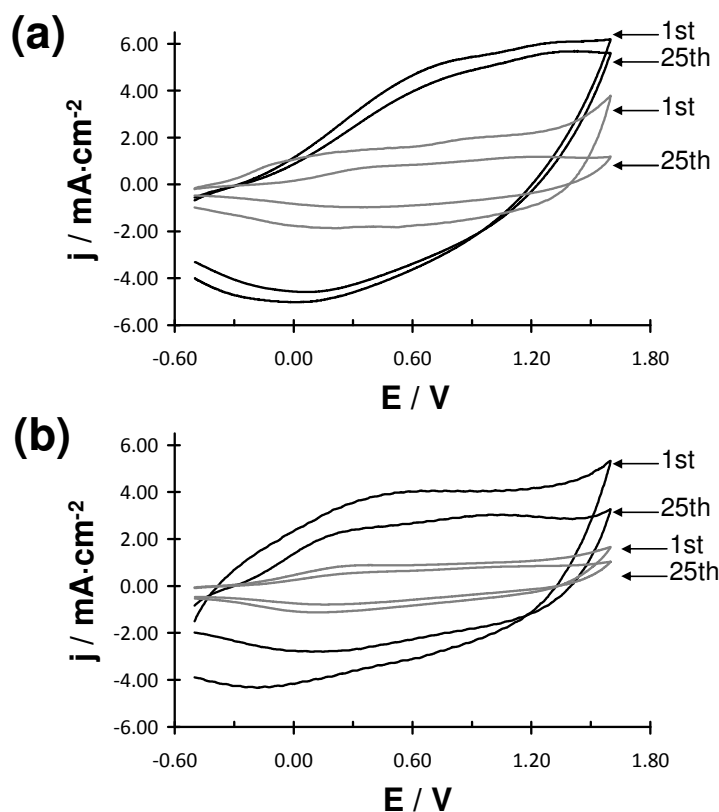 (a)
6.00
4.00
2.00
0.00
-2.00
-4.00
-6.00
j / mA·cm-2
-0.60 0.00 0.60 1.20 1.80
E / V
1st
25th
1st
25th
(b)
6.00
4.00
2.00
0.00
-2.00
-4.00
-6.00
j / mA·cm-2
-0.60 0.00 0.60 1.20 1.80
E / V
1st
25th
1st
25th